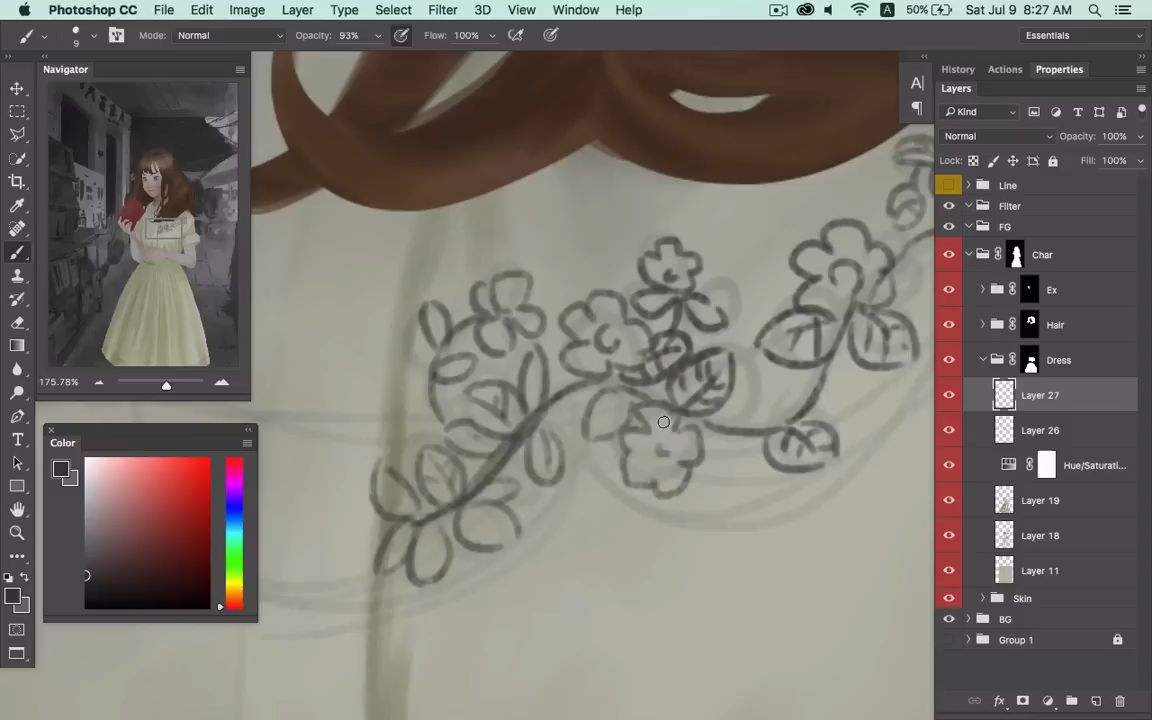 Photoshop CC File Edit Image Layer Type Select Filter 3D View Window Help A 50% Sat Jul 9 8:27 AM
9 Mode: Normal Opacity: 93% Flow: 100% Essentials
Navigator
175.78%
Color
History Actions Properties
Layers
Kind
Normal Opacity: 100%
Lock: Fill: 100%
Line
Filter
FG
Char
Ex
Hair
Dress
Layer 27
Layer 26
Hue/Saturati...
Layer 19
Layer 18
Layer 11
Skin
BG
Group 1